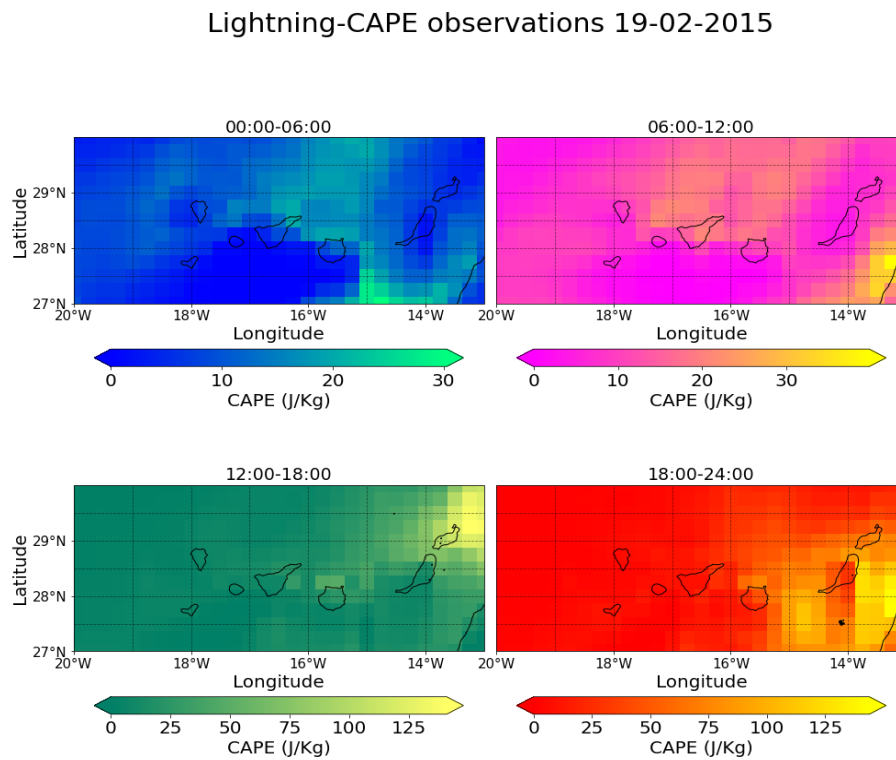 Lightning-CAPE observations 19-02-2015
00:00-06:00
06:00-12:00
Latitude
29°N
28°N
27°N
20°W 18°W 16°W 14°W
20°W 18°W 16°W 14°W
Longitude
Longitude
0 10 20 30
0 10 20 30
CAPE (J/Kg)
CAPE (J/Kg)
12:00-18:00
18:00-24:00
Latitude
29°N
28°N
27°N
20°W 18°W 16°W 14°W
20°W 18°W 16°W 14°W
Longitude
Longitude
0 25 50 75 100 125
0 25 50 75 100 125
CAPE (J/Kg)
CAPE (J/Kg)